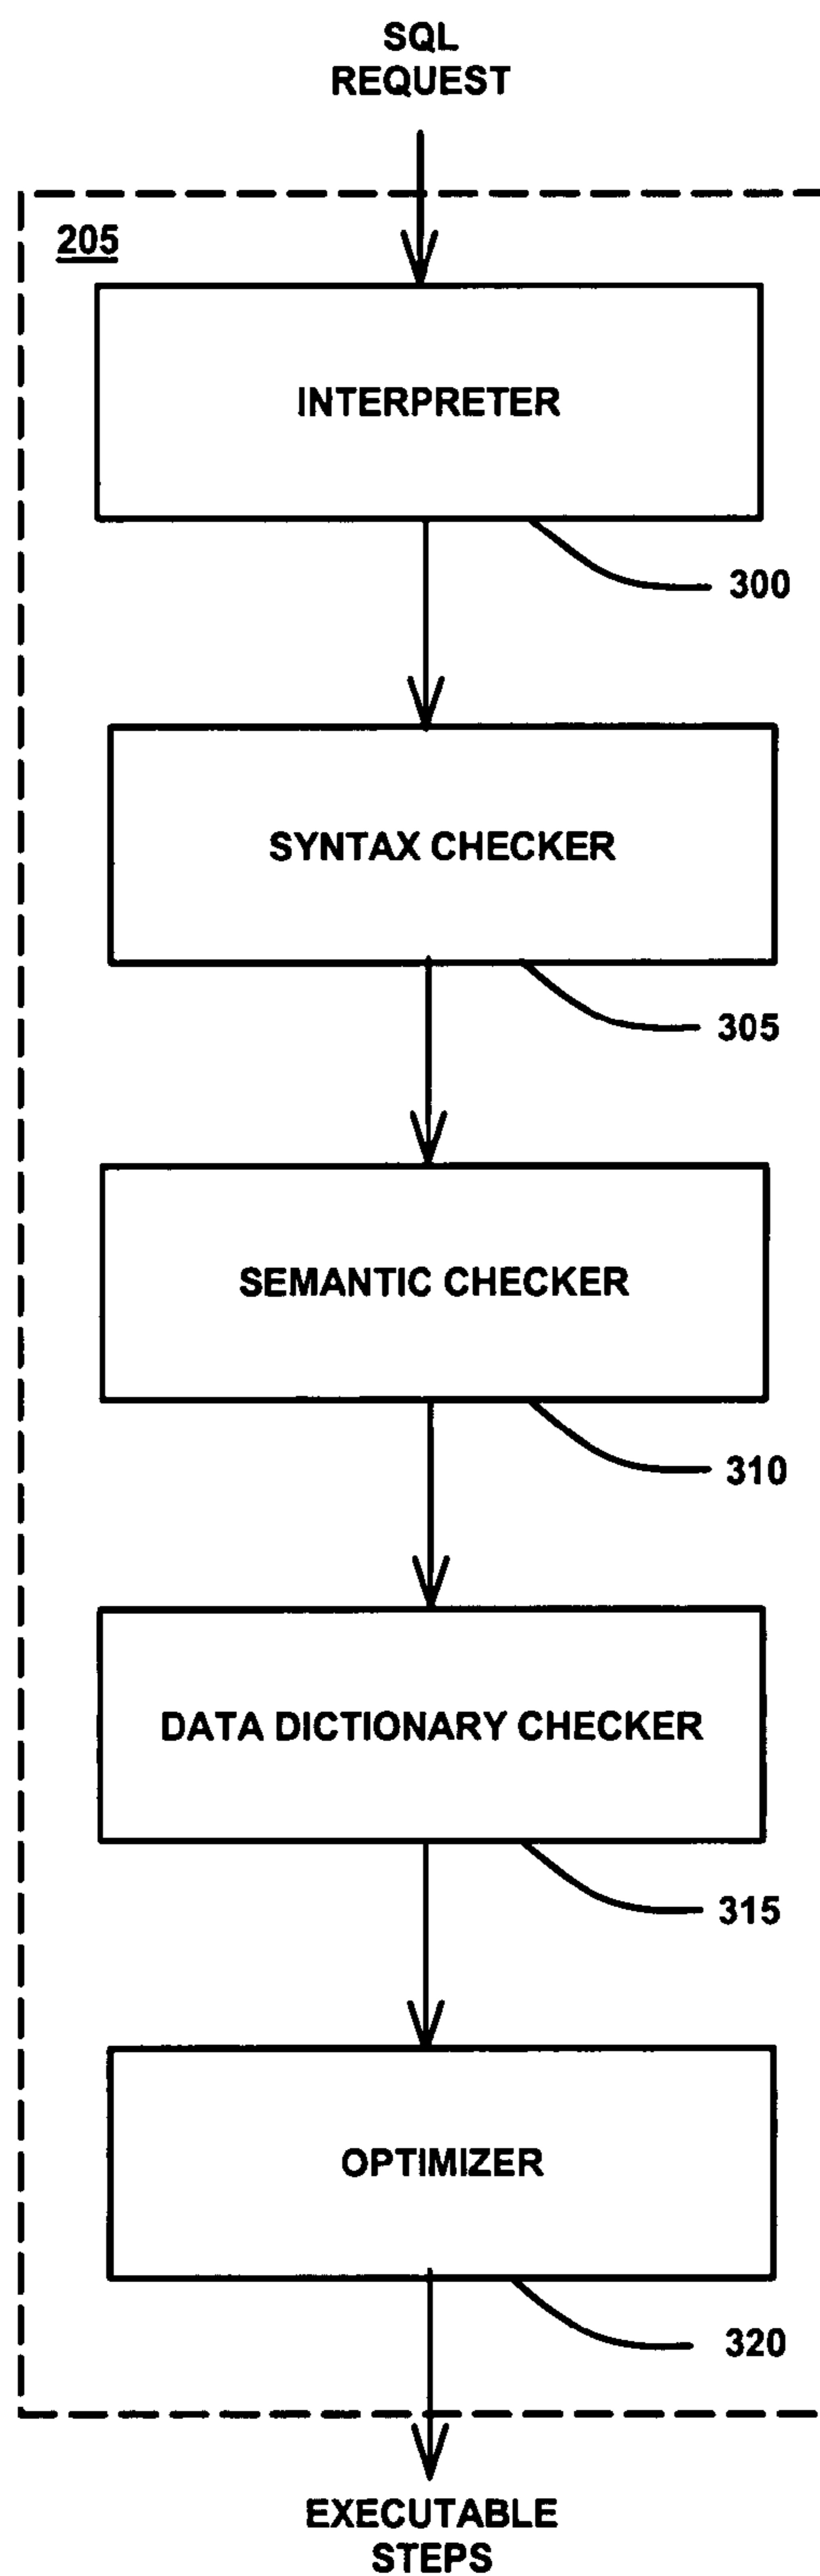 SQL
REQUEST
205
INTERPRETER
300
SYNTAX CHECKER
305
SEMANTIC CHECKER
310
DATA DICTIONARY CHECKER
315
OPTIMIZER
320
EXECUTABLE
STEPS